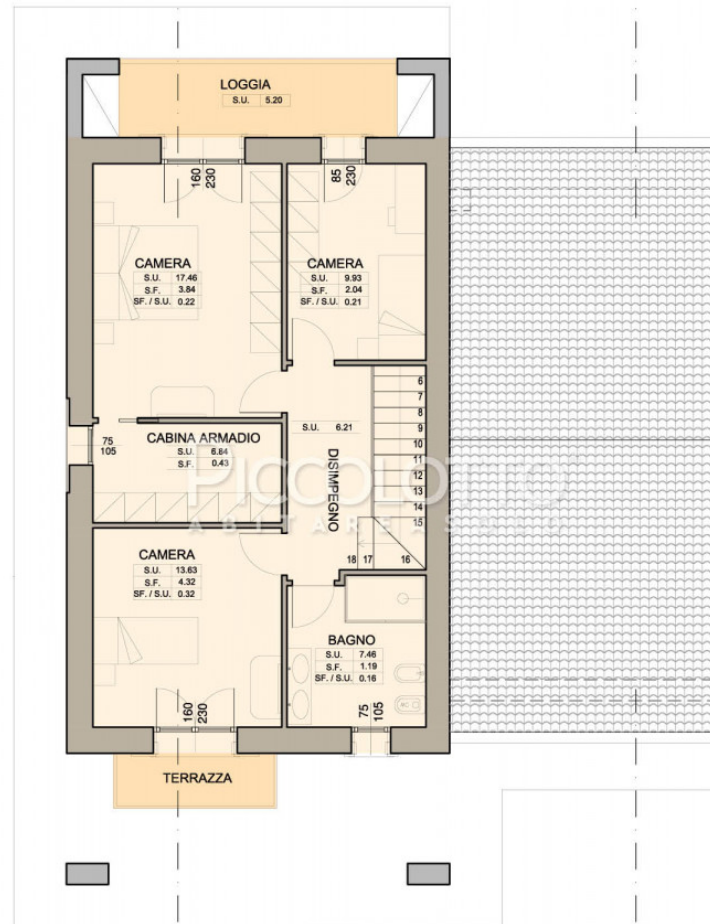 LOGGIA
S.U. 5.20
160
230
85
230
CAMERA
S.U. 17.46
S.F. 3.84
SF. / S.U. 0.22
CAMERA
S.U. 9.93
S.F. 2.04
SF. / S.U. 0.21
6
7
8
9
10
11
12
13
14
15
16
17
18
S.U. 6.21
DISIMPEGNO
75
105
CABINA ARMADIO
S.U. 6.64
S.F. 0.43
PICCOLOTTO
ABITARE ASOLO
CAMERA
S.U. 13.63
S.F. 4.32
SF. / S.U. 0.32
BAGNO
S.U. 7.46
S.F. 1.19
SF. / S.U. 0.16
160
230
75
105
TERRAZZA